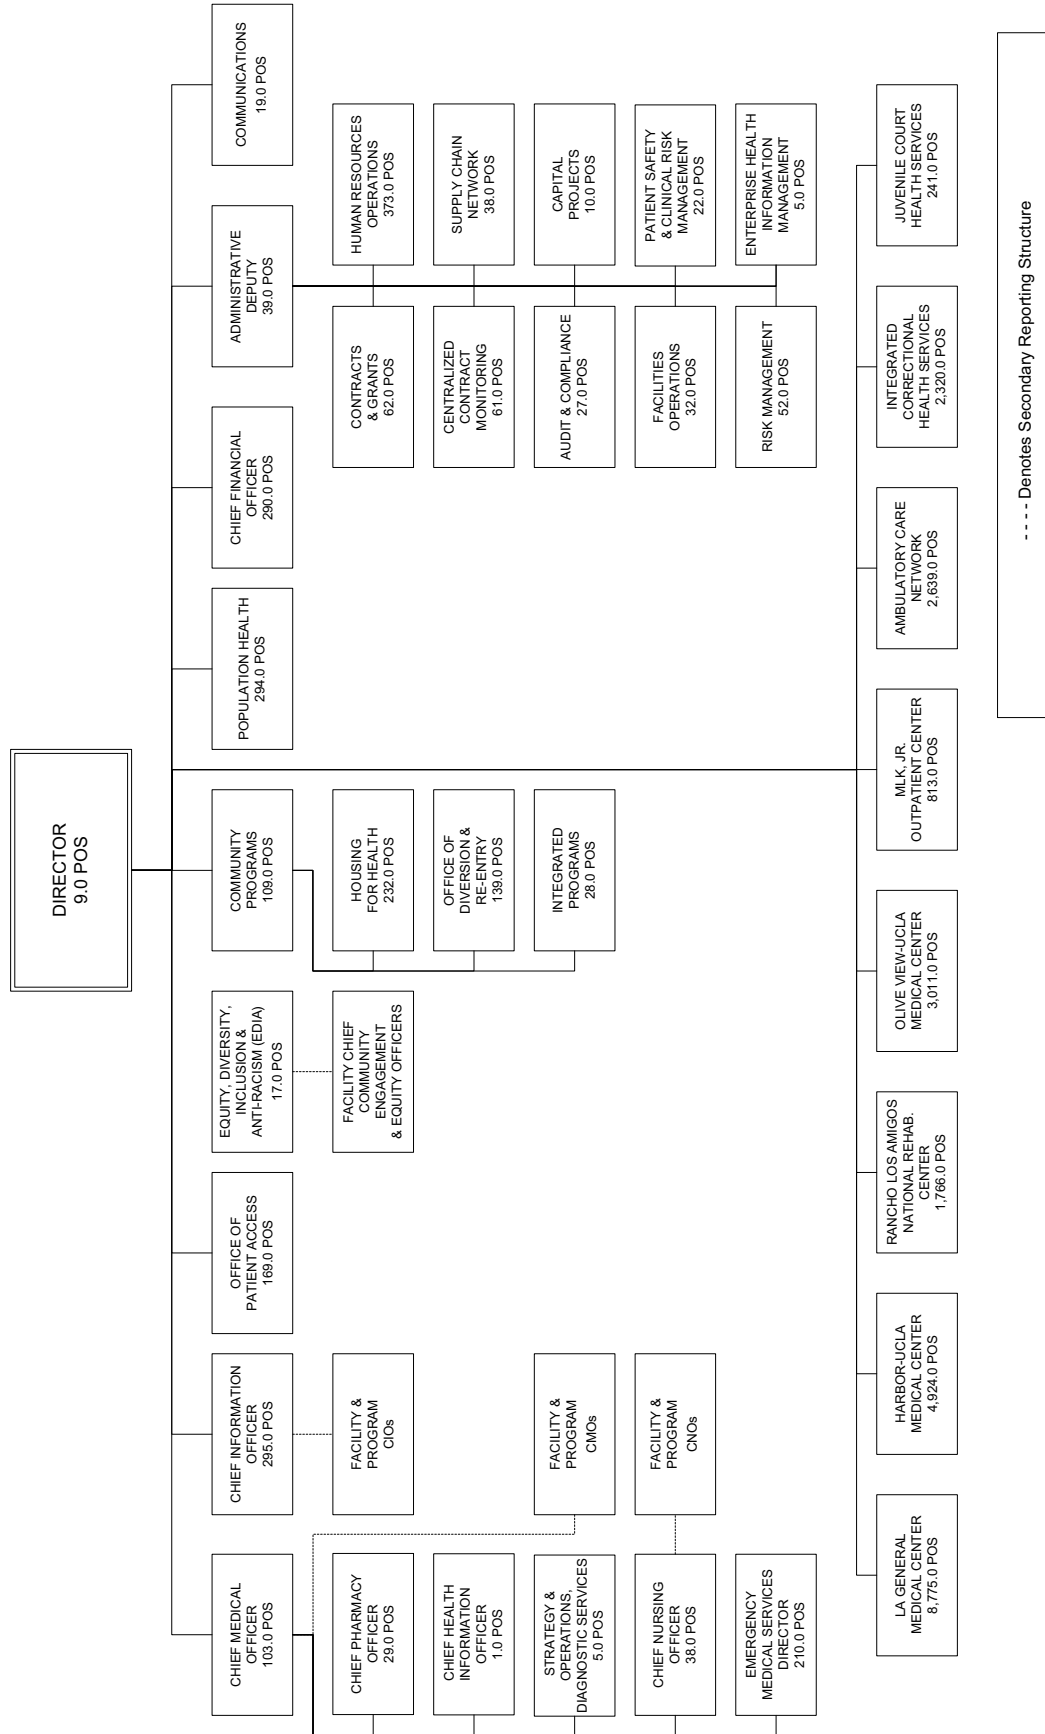 DIRECTOR
9.0 POS
CHIEF MEDICAL
OFFICER
103.0 POS
CHIEF INFORMATION
OFFICER
295.0 POS
OFFICE OF
PATIENT ACCESS
169.0 POS
EQUITY, DIVERSITY,
INCLUSION &
ANTI-RACISM (EDIA)
17.0 POS
COMMUNITY
PROGRAMS
109.0 POS
POPULATION HEALTH
294.0 POS
CHIEF FINANCIAL
OFFICER
290.0 POS
ADMINISTRATIVE
DEPUTY
39.0 POS
COMMUNICATIONS
19.0 POS
CHIEF PHARMACY
OFFICER
29.0 POS
FACILITY &
PROGRAM
CIOs
FACILITY CHIEF
COMMUNITY
ENGAGEMENT
& EQUITY OFFICERS
HOUSING
FOR HEALTH
232.0 POS
CONTRACTS
& GRANTS
62.0 POS
HUMAN RESOURCES
OPERATIONS
373.0 POS
CHIEF HEALTH
INFORMATION
OFFICER
1.0 POS
OFFICE OF
DIVERSION &
RE-ENTRY
139.0 POS
CENTRALIZED
CONTRACT
MONITORING
61.0 POS
SUPPLY CHAIN
NETWORK
38.0 POS
STRATEGY &
OPERATIONS,
DIAGNOSTIC SERVICES
5.0 POS
FACILITY &
PROGRAM
CMOs
INTEGRATED
PROGRAMS
28.0 POS
AUDIT & COMPLIANCE
27.0 POS
CAPITAL
PROJECTS
10.0 POS
CHIEF NURSING
OFFICER
38.0 POS
FACILITY &
PROGRAM
CNOs
FACILITIES
OPERATIONS
32.0 POS
PATIENT SAFETY
& CLINICAL RISK
MANAGEMENT
22.0 POS
EMERGENCY
MEDICAL SERVICES
DIRECTOR
210.0 POS
RISK MANAGEMENT
52.0 POS
ENTERPRISE HEALTH
INFORMATION
MANAGEMENT
5.0 POS
LA GENERAL
MEDICAL CENTER
8,775.0 POS
HARBOR-UCLA
MEDICAL CENTER
4,924.0 POS
RANCHO LOS AMIGOS
NATIONAL REHAB.
CENTER
1,766.0 POS
OLIVE VIEW-UCLA
MEDICAL CENTER
3,011.0 POS
MLK, JR.
OUTPATIENT CENTER
813.0 POS
AMBULATORY CARE
NETWORK
2,639.0 POS
INTEGRATED
CORRECTIONAL
HEALTH SERVICES
2,320.0 POS
JUVENILE COURT
HEALTH SERVICES
241.0 POS
- - - - Denotes Secondary Reporting Structure